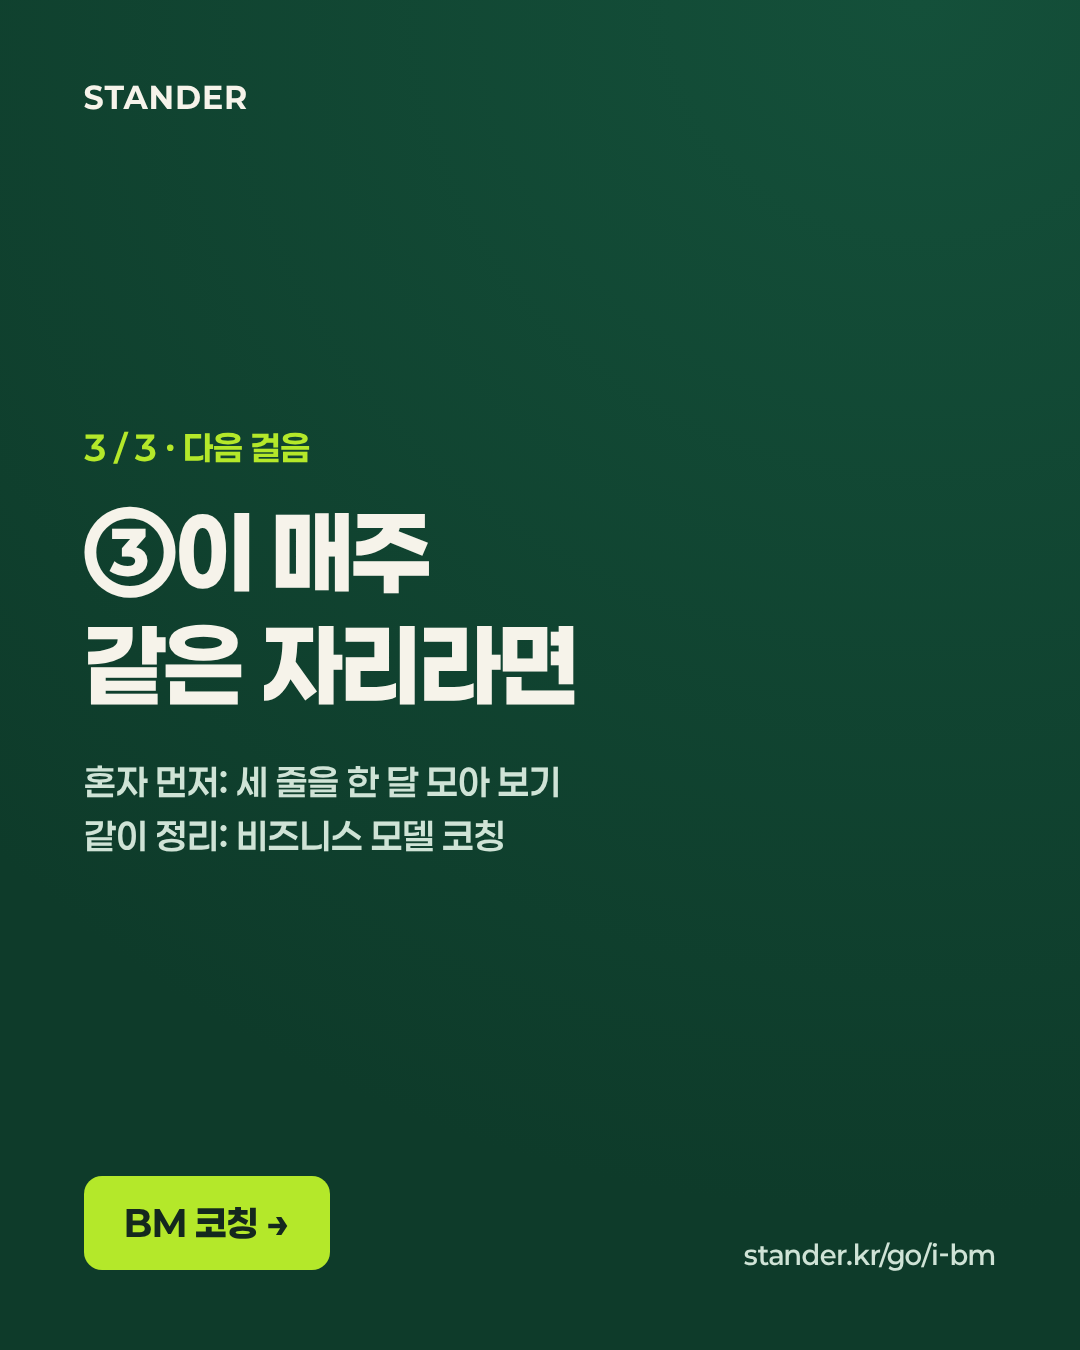 STANDER
3 / 3 · 다음 걸음
③이 매주
같은 자리라면
혼자 먼저: 세 줄을 한 달 모아 보기
같이 정리: 비즈니스 모델 코칭
BM 코칭 →
stander.kr/go/i-bm